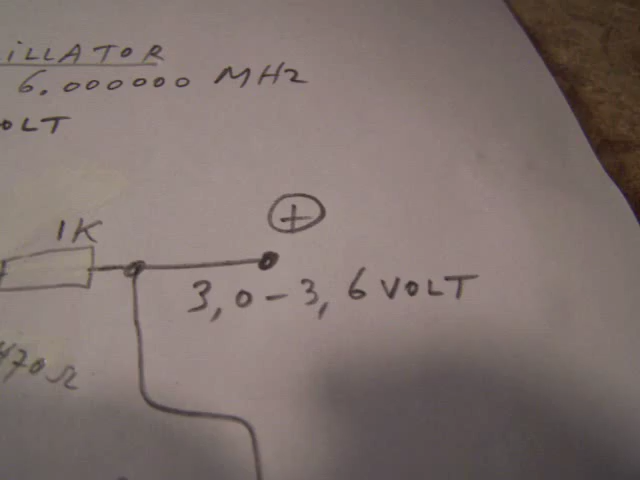 ILLATOR
6.000000 MHz
OLT
1K
+
3,0-3,6 VOLT
470Ω